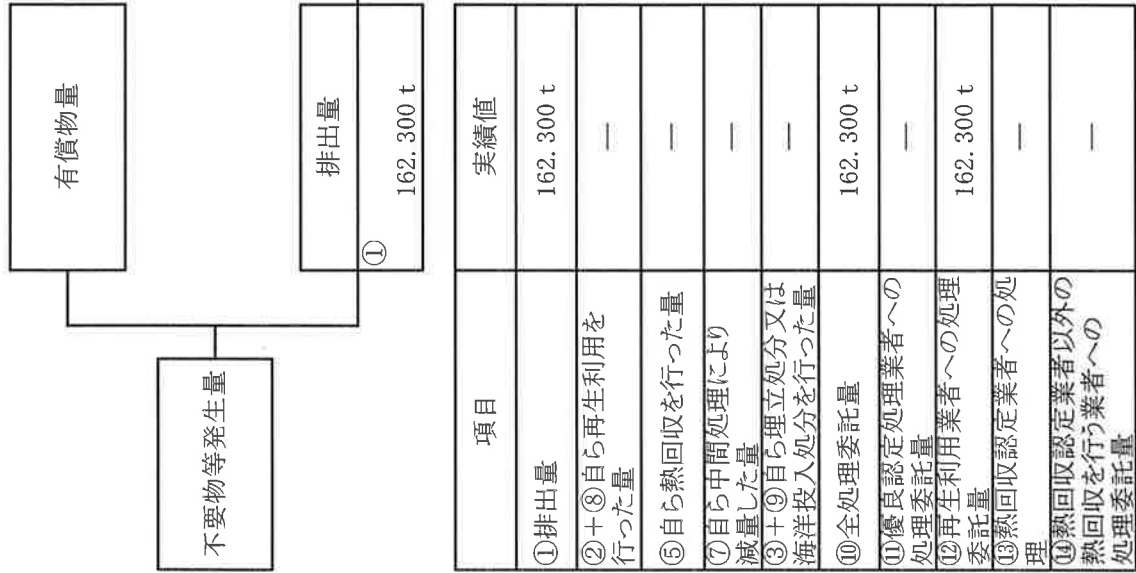 不要物等発生量
有償物量
排出量
①
162.300 t
項目
実績値
①排出量
162.300 t
②+⑧自ら再生利用を
行った量
―
⑤自ら熱回収を行った量
―
⑦自ら中間処理により
減量した量
―
③+⑨自ら埋立処分又は
海洋投入処分を行った量
―
⑩全処理委託量
162.300 t
⑪優良認定処理業者への
処理委託量
―
⑫再生利用業者への処理
委託量
162.300 t
⑬熱回収認定業者への処
理
―
⑭熱回収認定業者以外の
熱回収を行う業者への
処理委託量
―